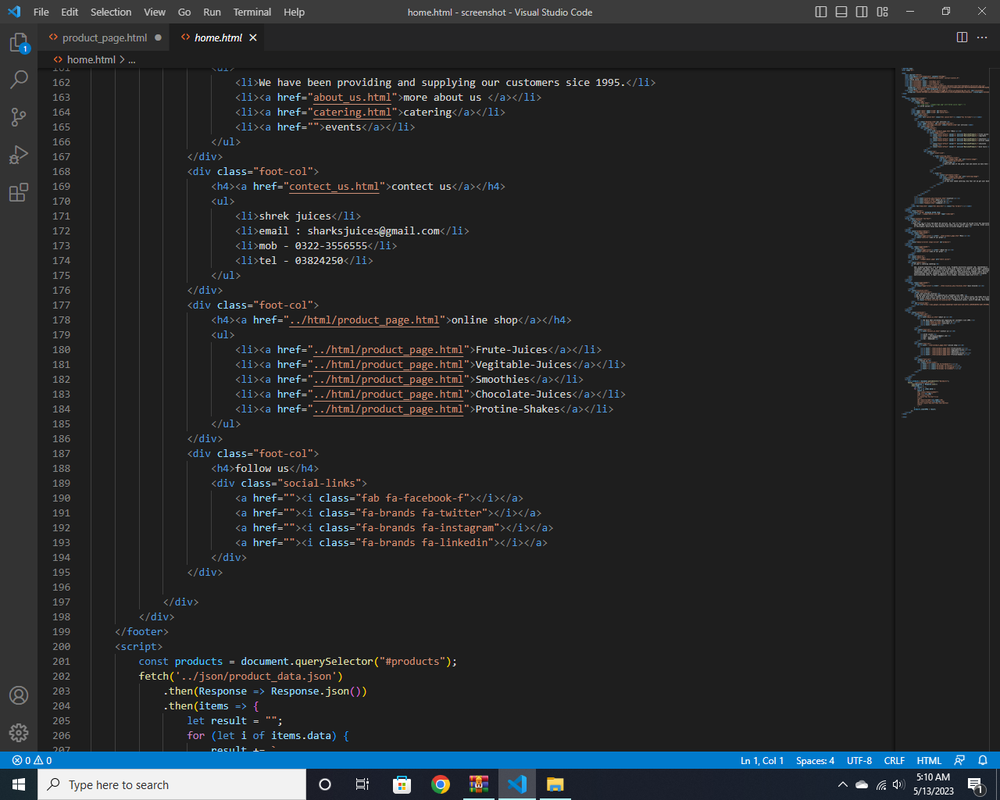 File Edit Selection View Go Run Terminal Help home.html - screenshot - Visual Studio Code
product_page.html home.html
home.html > ...
161 <ul>
162 <li>We have been providing and supplying our customers sice 1995.</li>
163 <li><a href="about_us.html">more about us </a></li>
164 <li><a href="catering.html">catering</a></li>
165 <li><a href="">events</a></li>
166 </ul>
167 </div>
168 <div class="foot-col">
169 <h4><a href="contect_us.html">contect us</a></h4>
170 <ul>
171 <li>shrek juices</li>
172 <li>email : sharksjuices@gmail.com</li>
173 <li>mob - 0322-3556555</li>
174 <li>tel - 03824250</li>
175 </ul>
176 </div>
177 <div class="foot-col">
178 <h4><a href="../html/product_page.html">online shop</a></h4>
179 <ul>
180 <li><a href="../html/product_page.html">Frute-Juices</a></li>
181 <li><a href="../html/product_page.html">Vegitable-Juices</a></li>
182 <li><a href="../html/product_page.html">Smoothies</a></li>
183 <li><a href="../html/product_page.html">Chocolate-Juices</a></li>
184 <li><a href="../html/product_page.html">Protine-Shakes</a></li>
185 </ul>
186 </div>
187 <div class="foot-col">
188 <h4>follow us</h4>
189 <div class="social-links">
190 <a href=""><i class="fab fa-facebook-f"></i></a>
191 <a href=""><i class="fa-brands fa-twitter"></i></a>
192 <a href=""><i class="fa-brands fa-instagram"></i></a>
193 <a href=""><i class="fa-brands fa-linkedin"></i></a>
194 </div>
195 </div>
196
197 </div>
198 </div>
199 </footer>
200 <script>
201 const products = document.querySelector("#products");
202 fetch('../json/product_data.json')
203 .then(Response => Response.json())
204 .then(items => {
205 let result = "";
206 for (let i of items.data) {
207 result += `
0 0 Ln 1, Col 1 Spaces: 4 UTF-8 CRLF HTML
Type here to search
5:10 AM
5/13/2023
1
1